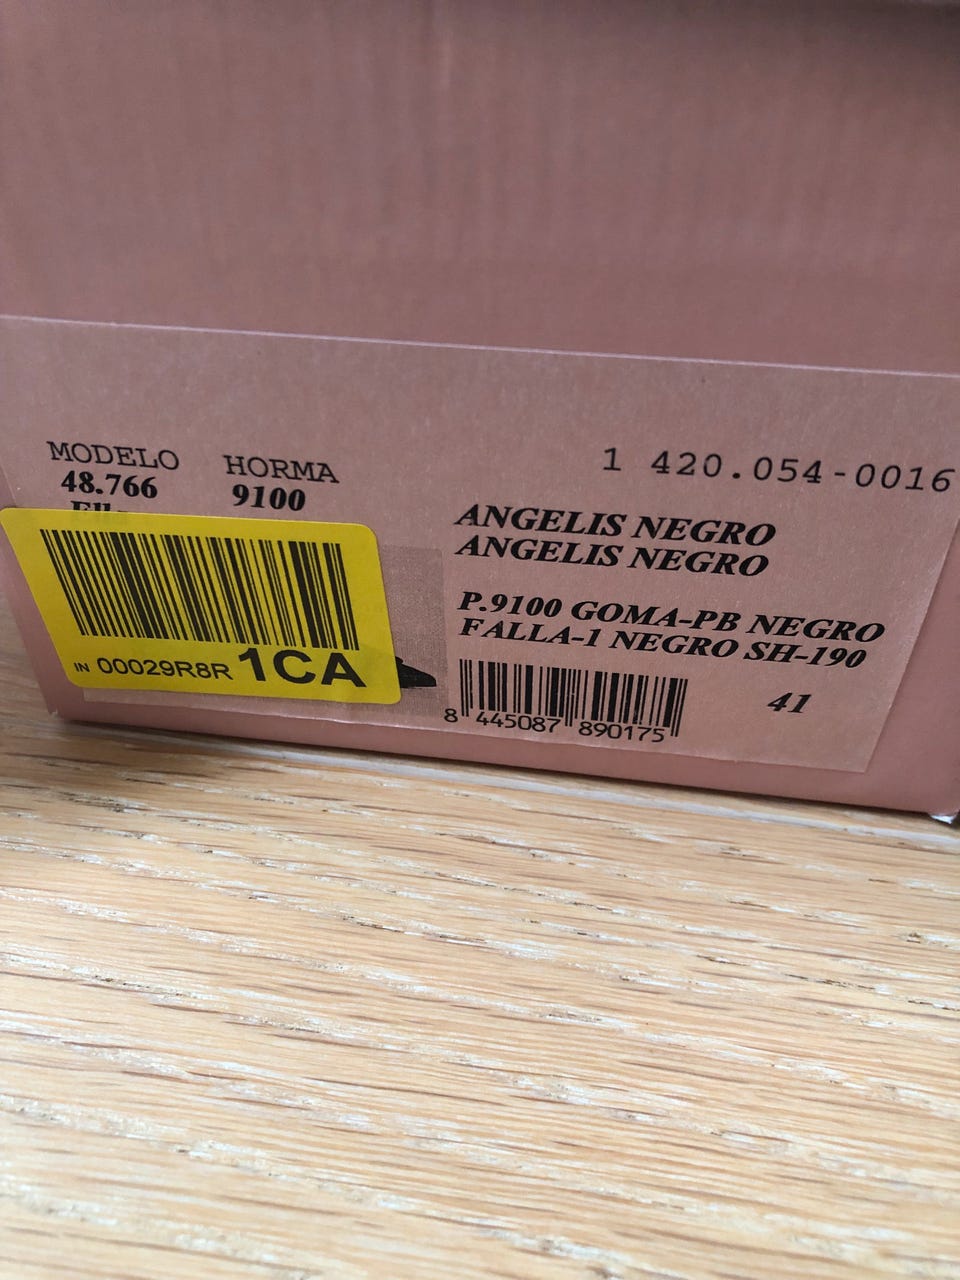 MODELO HORMA
48.766 9100
1 420.054-0016
ANGELIS NEGRO
ANGELIS NEGRO
P.9100 GOMA-PB NEGRO
FALLA-1 NEGRO SH-190
41
8 445087 890175
IN 00029R8R 1CA